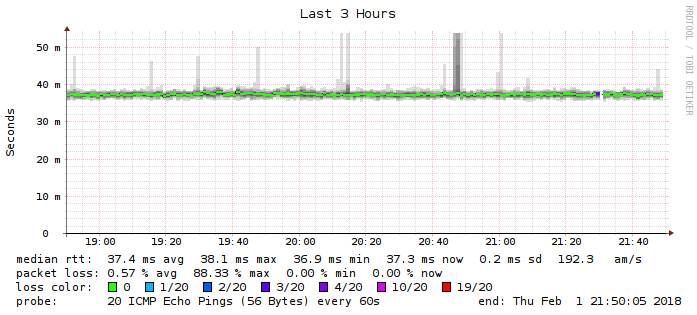 Last 3 Hours
RRDTOOL / TOBI OETIKER
Seconds
50 m
40 m
30 m
20 m
10 m
0
19:00 19:20 19:40 20:00 20:20 20:40 21:00 21:20 21:40
median rtt: 37.4 ms avg 38.1 ms max 36.9 ms min 37.3 ms now 0.2 ms sd 192.3 am/s
packet loss: 0.57 % avg 88.33 % max 0.00 % min 0.00 % now
loss color: 0 1/20 2/20 3/20 4/20 10/20 19/20
probe: 20 ICMP Echo Pings (56 Bytes) every 60s end: Thu Feb 1 21:50:05 2018